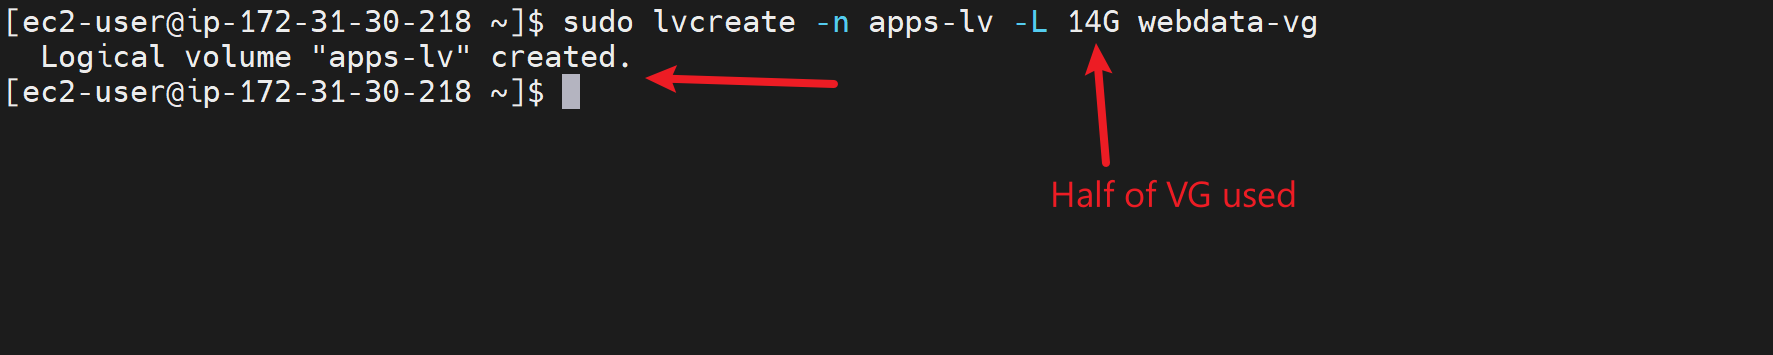 [ec2-user@ip-172-31-30-218 ~]$ sudo lvcreate -n apps-lv -L 14G webdata-vg
  Logical volume "apps-lv" created.
[ec2-user@ip-172-31-30-218 ~]$
Half of VG used